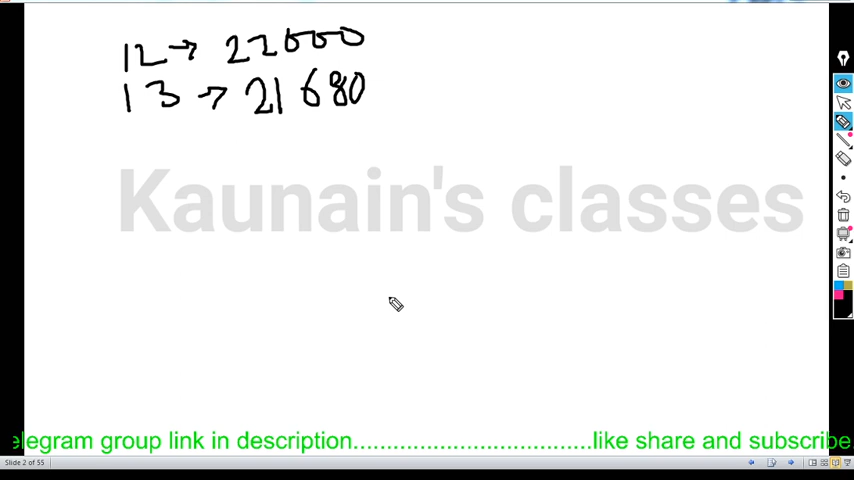 12 → 22000
13 → 21680
Kaunain's classes
elegram group link in description..................................like share and subscribe
Slide 2 of 55